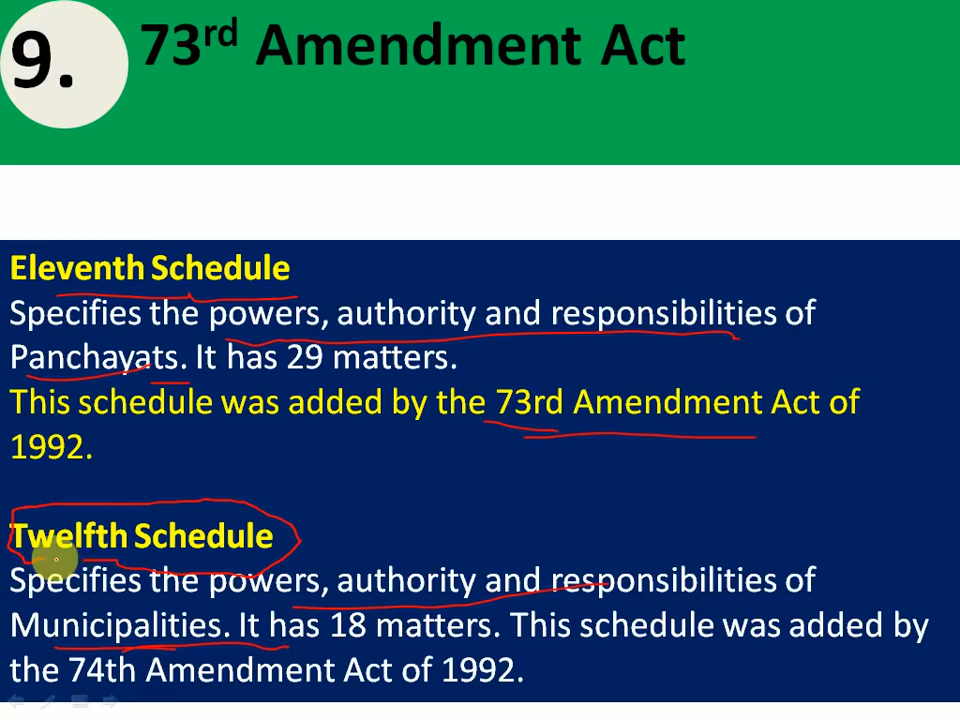 9.
73rd Amendment Act
Eleventh Schedule
Specifies the powers, authority and responsibilities of
Panchayats. It has 29 matters.
This schedule was added by the 73rd Amendment Act of
1992.
Twelfth Schedule
Specifies the powers, authority and responsibilities of
Municipalities. It has 18 matters. This schedule was added by
the 74th Amendment Act of 1992.